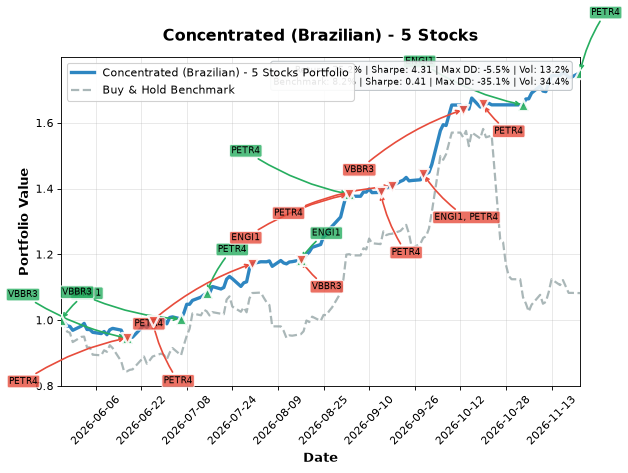 Concentrated (Brazilian) - 5 Stocks
PETR4
ENGI1
Concentrated (Brazilian) - 5 Stocks Portfolio
Buy & Hold Benchmark
% | Sharpe: 4.31 | Max DD: -5.5% | Vol: 13.2%
| Sharpe: 0.41 | Max DD: -35.1% | Vol: 34.4%
1.6
PETR4
PETR4
VBBR3
1.4
PETR4
ENGI1
ENGI1, PETR4
ENGI1
PETR4
PETR4
1.2
VBBR3
VBBR3
VBBR3
1.0
PETR4
PETR4
PETR4
0.8
Portfolio Value
2026-06-06
2026-06-22
2026-07-08
2026-07-24
2026-08-09
2026-08-25
2026-09-10
2026-09-26
2026-10-12
2026-10-28
2026-11-13
Date